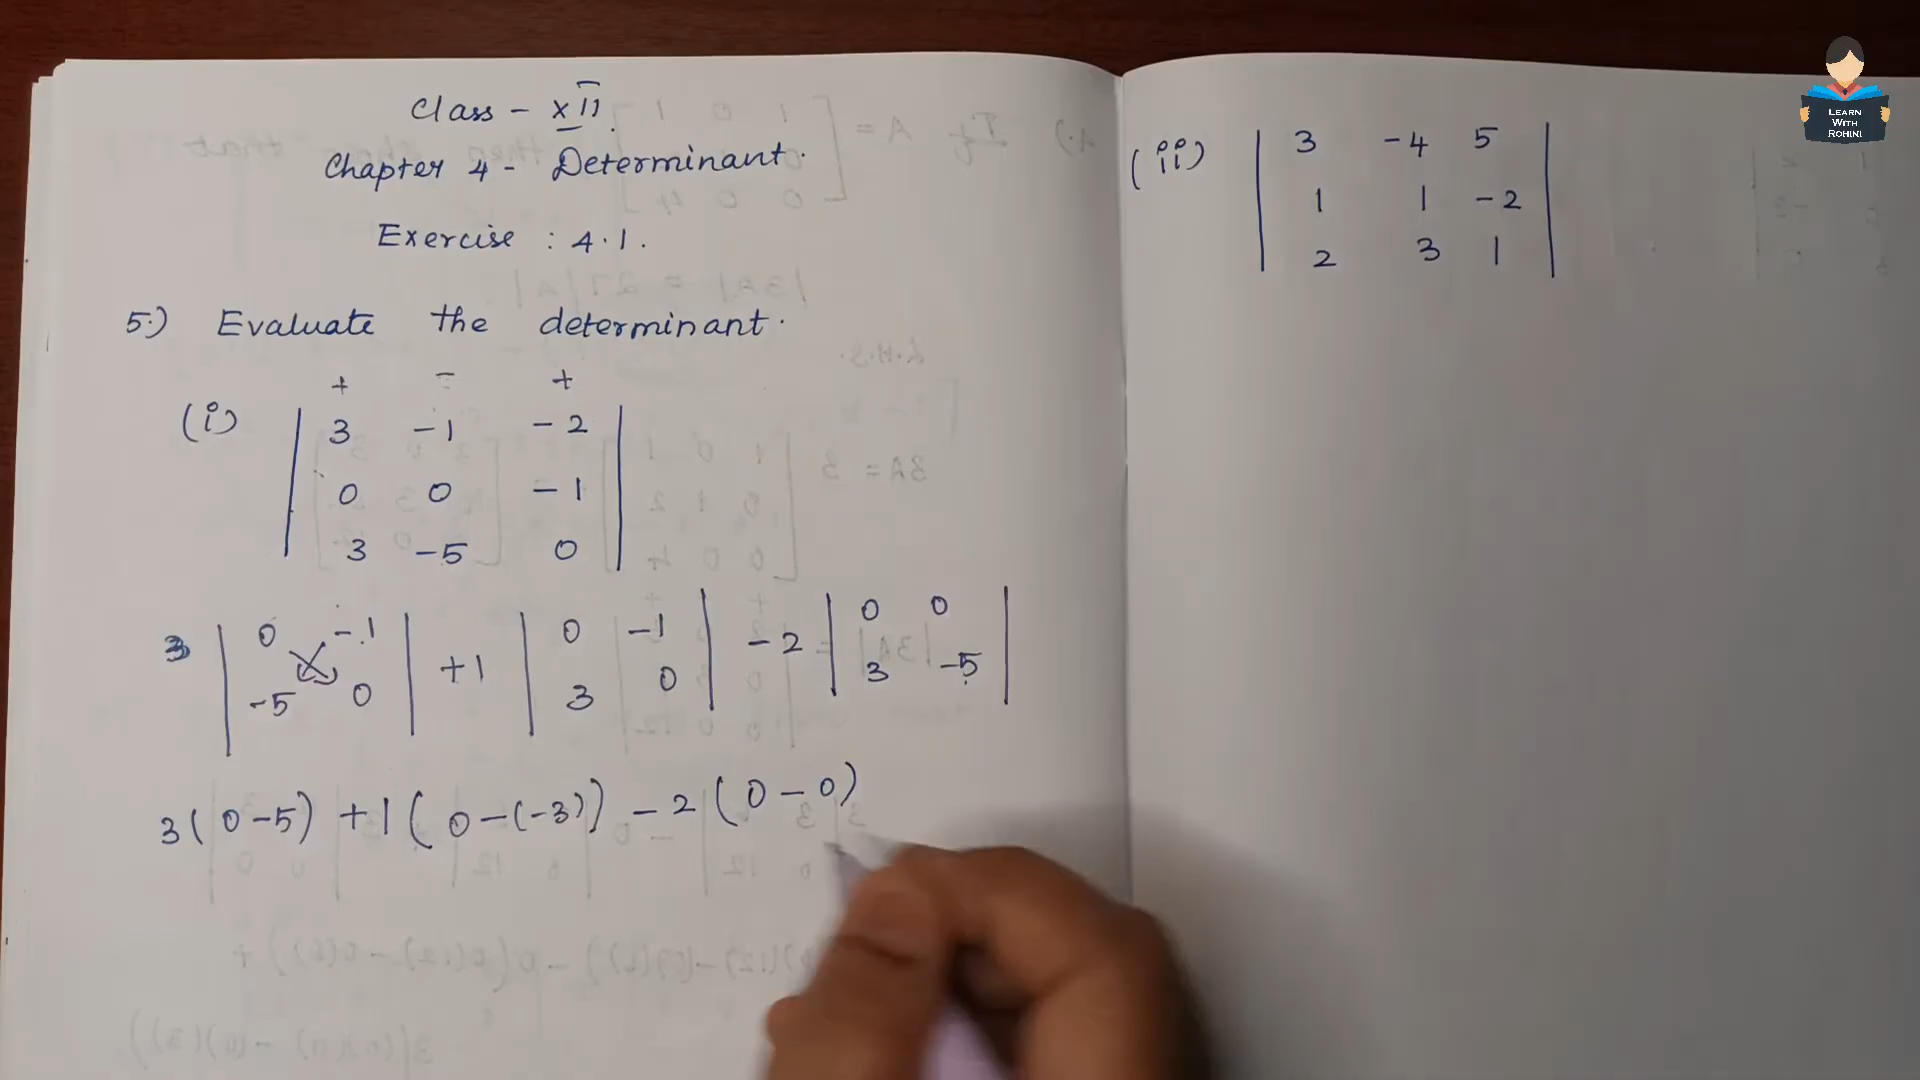 Class - XII.
Chapter 4 - Determinant.
Exercise : 4.1.
5.) Evaluate the determinant.
+ - +
(i) | 3 -1 -2 |
| 0 0 -1 |
| 3 -5 0 |
3 | 0 -1 | +1 | 0 -1 | -2 | 0 0 |
| -5 0 | | 3 0 | | 3 -5 |
3(0-5) +1(0-(-3)) -2(0-0)
(ii) | 3 -4 5 |
| 1 1 -2 |
| 2 3 1 |
LEARN
WITH
ROHINI